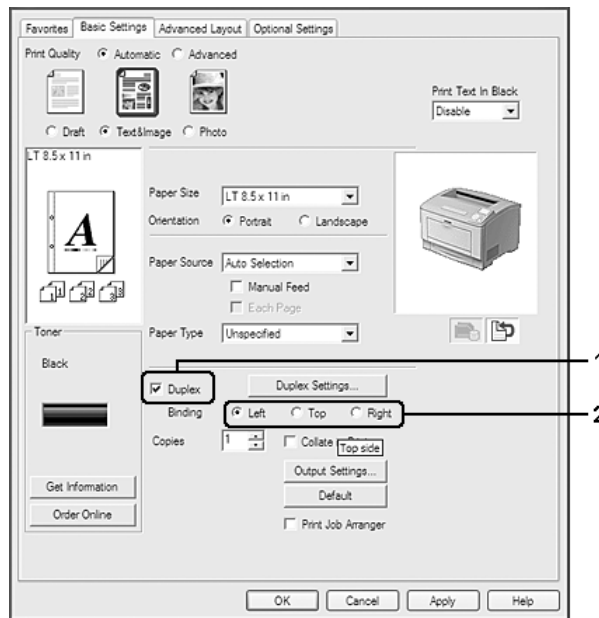 Favorites Basic Settings Advanced Layout Optional Settings
Print Quality Automatic Advanced
Print Text In Black
Disable
Draft Text&Image Photo
LT 8.5 x 11 in
A
Paper Size LT 8.5 x 11 in
Orientation Portrait Landscape
Paper Source Auto Selection
Manual Feed
Each Page
Paper Type Unspecified
Toner
Black
Duplex Duplex Settings...
1
Binding Left Top Right
2
Copies 1 Collate
Top side
Output Settings...
Default
Print Job Arranger
Get Information
Order Online
OK Cancel Apply Help